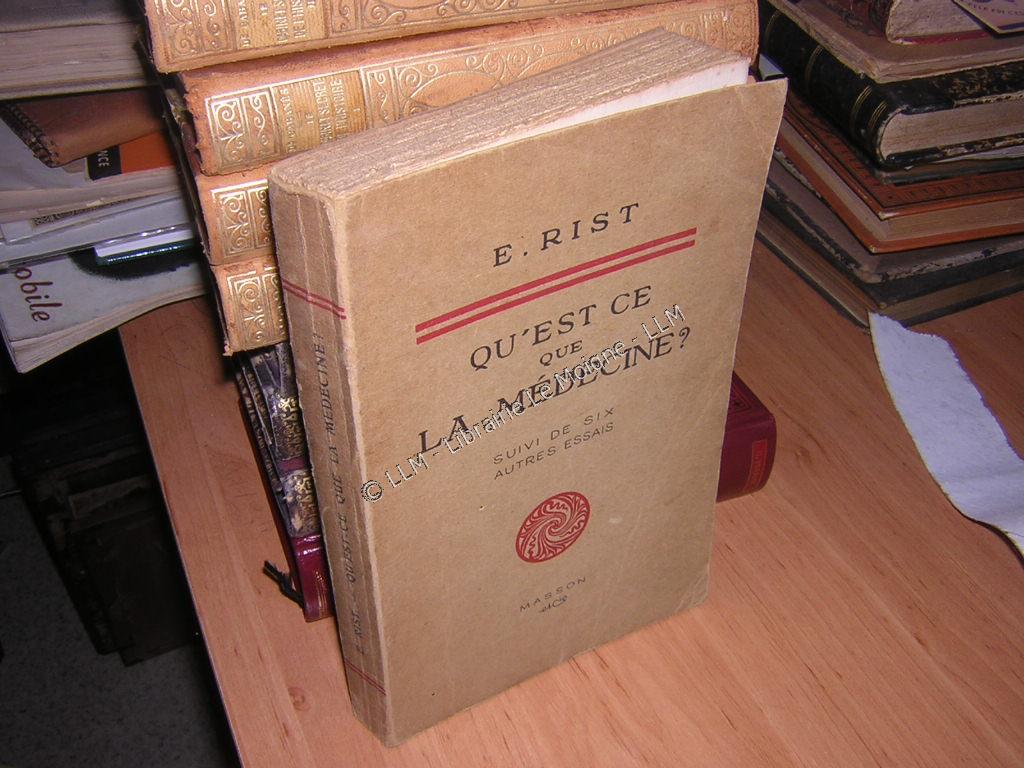 E. RIST
QU'EST CE
QUE
LA MÉDECINE?
SUIVI DE SIX
AUTRES ESSAIS
MASSON
E. RIST - QU'EST-CE QUE LA MÉDECINE?
© LLM - Librairie Le Moigne - LLM
obile